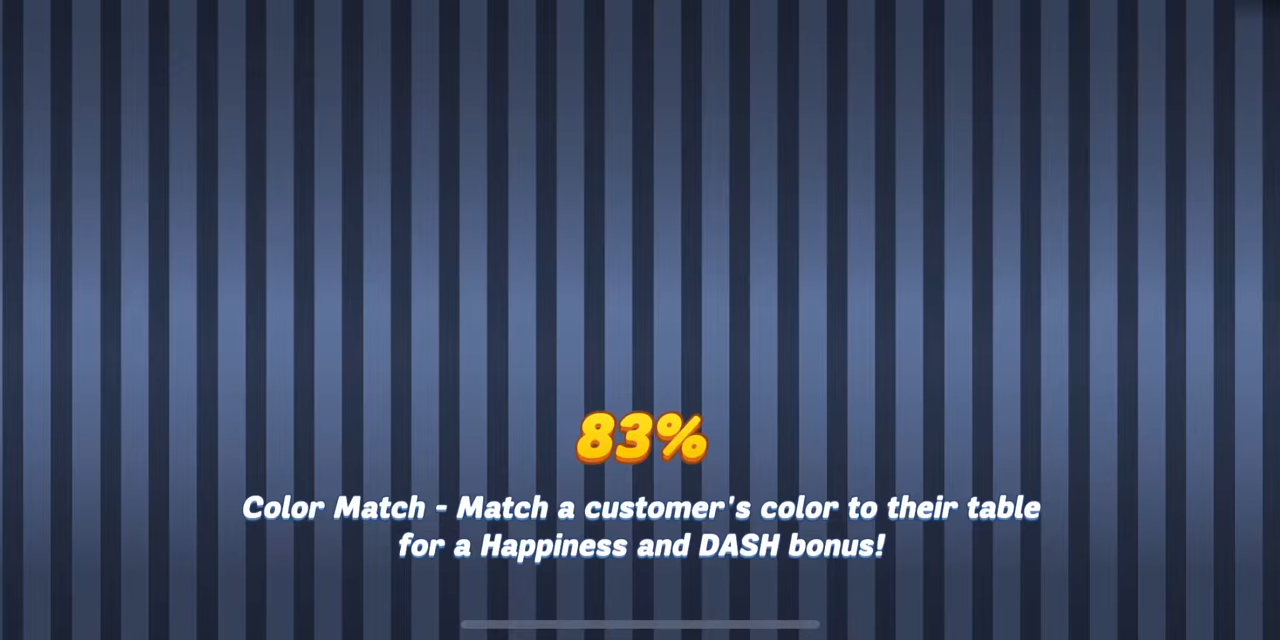 83%
Color Match - Match a customer's color to their table
for a Happiness and DASH bonus!